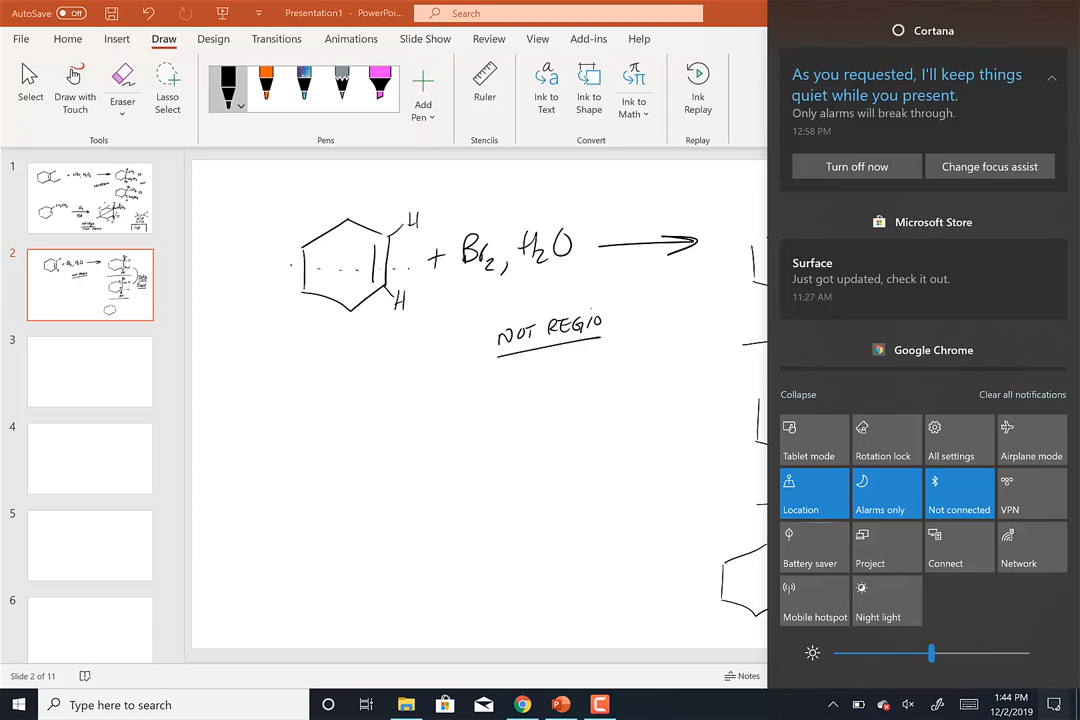 AutoSave Off Presentation1 - PowerPoi... Search
File Home Insert Draw Design Transitions Animations Slide Show Review View Add-ins Help
Select Draw with Touch Eraser Lasso Select Add Pen Ruler Ink to Text Ink to Shape Ink to Math Ink Replay
Tools Pens Stencils Convert Replay
1
2
3
4
5
6
H
+ Br₂, H₂O
H
NOT REGIO
Slide 2 of 11 Notes
Cortana
As you requested, I'll keep things
quiet while you present.
Only alarms will break through.
12:58 PM
Turn off now Change focus assist
Microsoft Store
Surface
Just got updated, check it out.
11:27 AM
Google Chrome
Collapse Clear all notifications
Tablet mode Rotation lock All settings Airplane mode
Location Alarms only Not connected VPN
Battery saver Project Connect Network
Mobile hotspot Night light
Type here to search
1:44 PM
12/2/2019